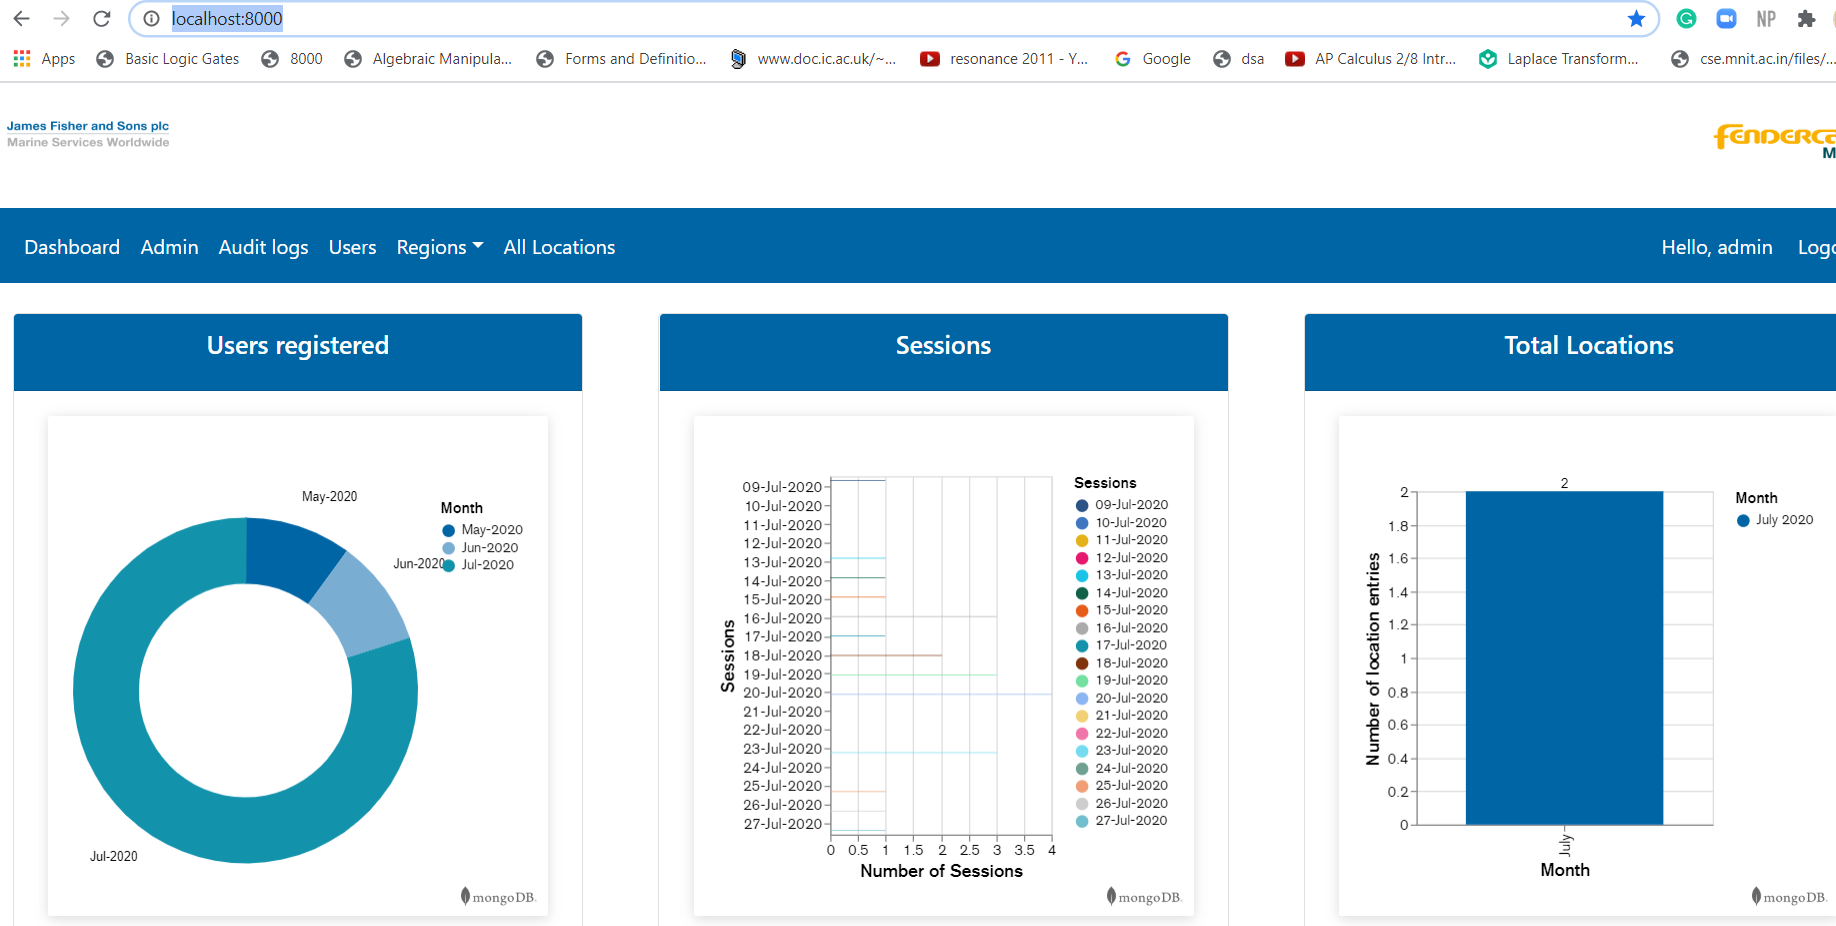 localhost:8000
NP
Apps Basic Logic Gates 8000 Algebraic Manipula... Forms and Definitio... www.doc.ic.ac.uk/~... resonance 2011 - Y... Google dsa AP Calculus 2/8 Intr... Laplace Transform... cse.mnit.ac.in/files/...
James Fisher and Sons plc
Marine Services Worldwide
FENDERCA
M
Dashboard Admin Audit logs Users Regions All Locations Hello, admin Logo
Users registered
May-2020
Jun-2020
Jul-2020
Month
May-2020
Jun-2020
Jul-2020
mongoDB.
Sessions
Sessions
09-Jul-2020
10-Jul-2020
11-Jul-2020
12-Jul-2020
13-Jul-2020
14-Jul-2020
15-Jul-2020
16-Jul-2020
17-Jul-2020
18-Jul-2020
19-Jul-2020
20-Jul-2020
21-Jul-2020
22-Jul-2020
23-Jul-2020
24-Jul-2020
25-Jul-2020
26-Jul-2020
27-Jul-2020
0 0.5 1 1.5 2 2.5 3 3.5 4
Number of Sessions
Sessions
09-Jul-2020
10-Jul-2020
11-Jul-2020
12-Jul-2020
13-Jul-2020
14-Jul-2020
15-Jul-2020
16-Jul-2020
17-Jul-2020
18-Jul-2020
19-Jul-2020
20-Jul-2020
21-Jul-2020
22-Jul-2020
23-Jul-2020
24-Jul-2020
25-Jul-2020
26-Jul-2020
27-Jul-2020
mongoDB.
Total Locations
Number of location entries
2
2
1.8
1.6
1.4
1.2
1
0.8
0.6
0.4
0.2
0
July
Month
Month
July 2020
mongoDB.